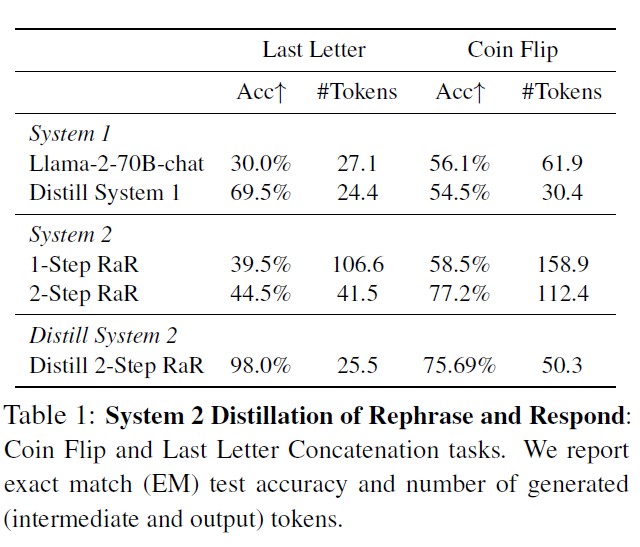 Last Letter Coin Flip
Acc↑ #Tokens Acc↑ #Tokens
System 1
Llama-2-70B-chat 30.0% 27.1 56.1% 61.9
Distill System 1 69.5% 24.4 54.5% 30.4
System 2
1-Step RaR 39.5% 106.6 58.5% 158.9
2-Step RaR 44.5% 41.5 77.2% 112.4
Distill System 2
Distill 2-Step RaR 98.0% 25.5 75.69% 50.3
Table 1: System 2 Distillation of Rephrase and Respond:
Coin Flip and Last Letter Concatenation tasks. We report
exact match (EM) test accuracy and number of generated
(intermediate and output) tokens.